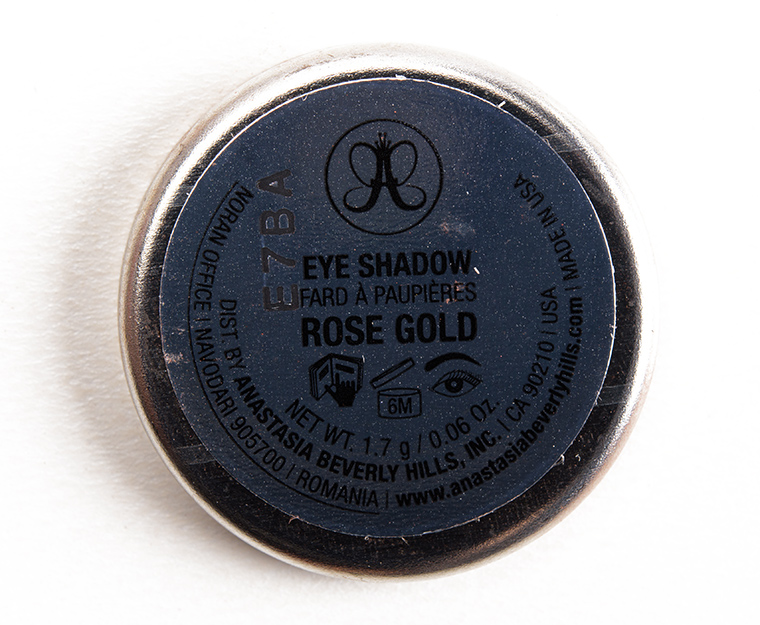 A
E7BA
EYE SHADOW
FARD À PAUPIÈRES
ROSE GOLD
6M
NET WT. 1.7 g / 0.06 Oz.
DIST. BY ANASTASIA BEVERLY HILLS, INC. | CA 90210 | USA
NORAN OFFICE | NAVODARI 905700 | ROMANIA | www.anastasiabeverlyhills.com | MADE IN USA